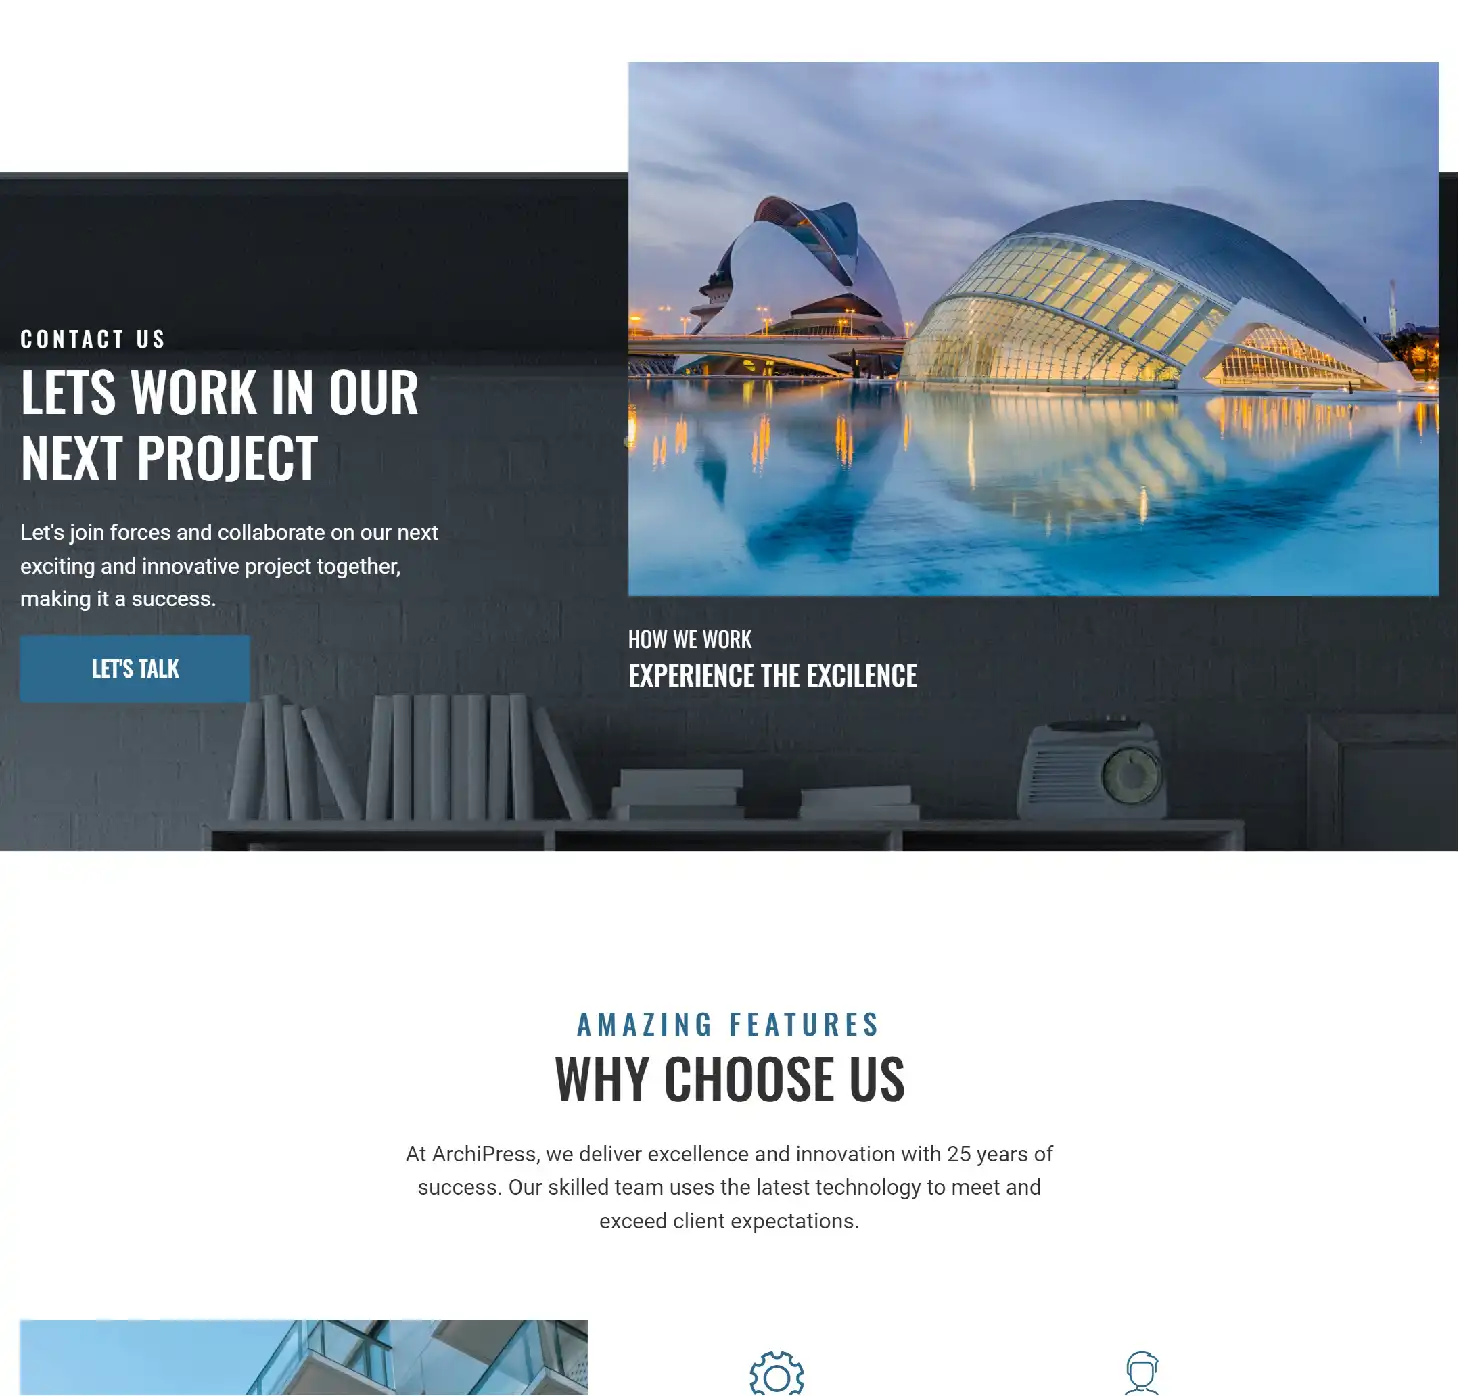 CONTACT US
LETS WORK IN OUR
NEXT PROJECT
Let's join forces and collaborate on our next
exciting and innovative project together,
making it a success.
LET'S TALK
HOW WE WORK
EXPERIENCE THE EXCILENCE
AMAZING FEATURES
WHY CHOOSE US
At ArchiPress, we deliver excellence and innovation with 25 years of
success. Our skilled team uses the latest technology to meet and
exceed client expectations.